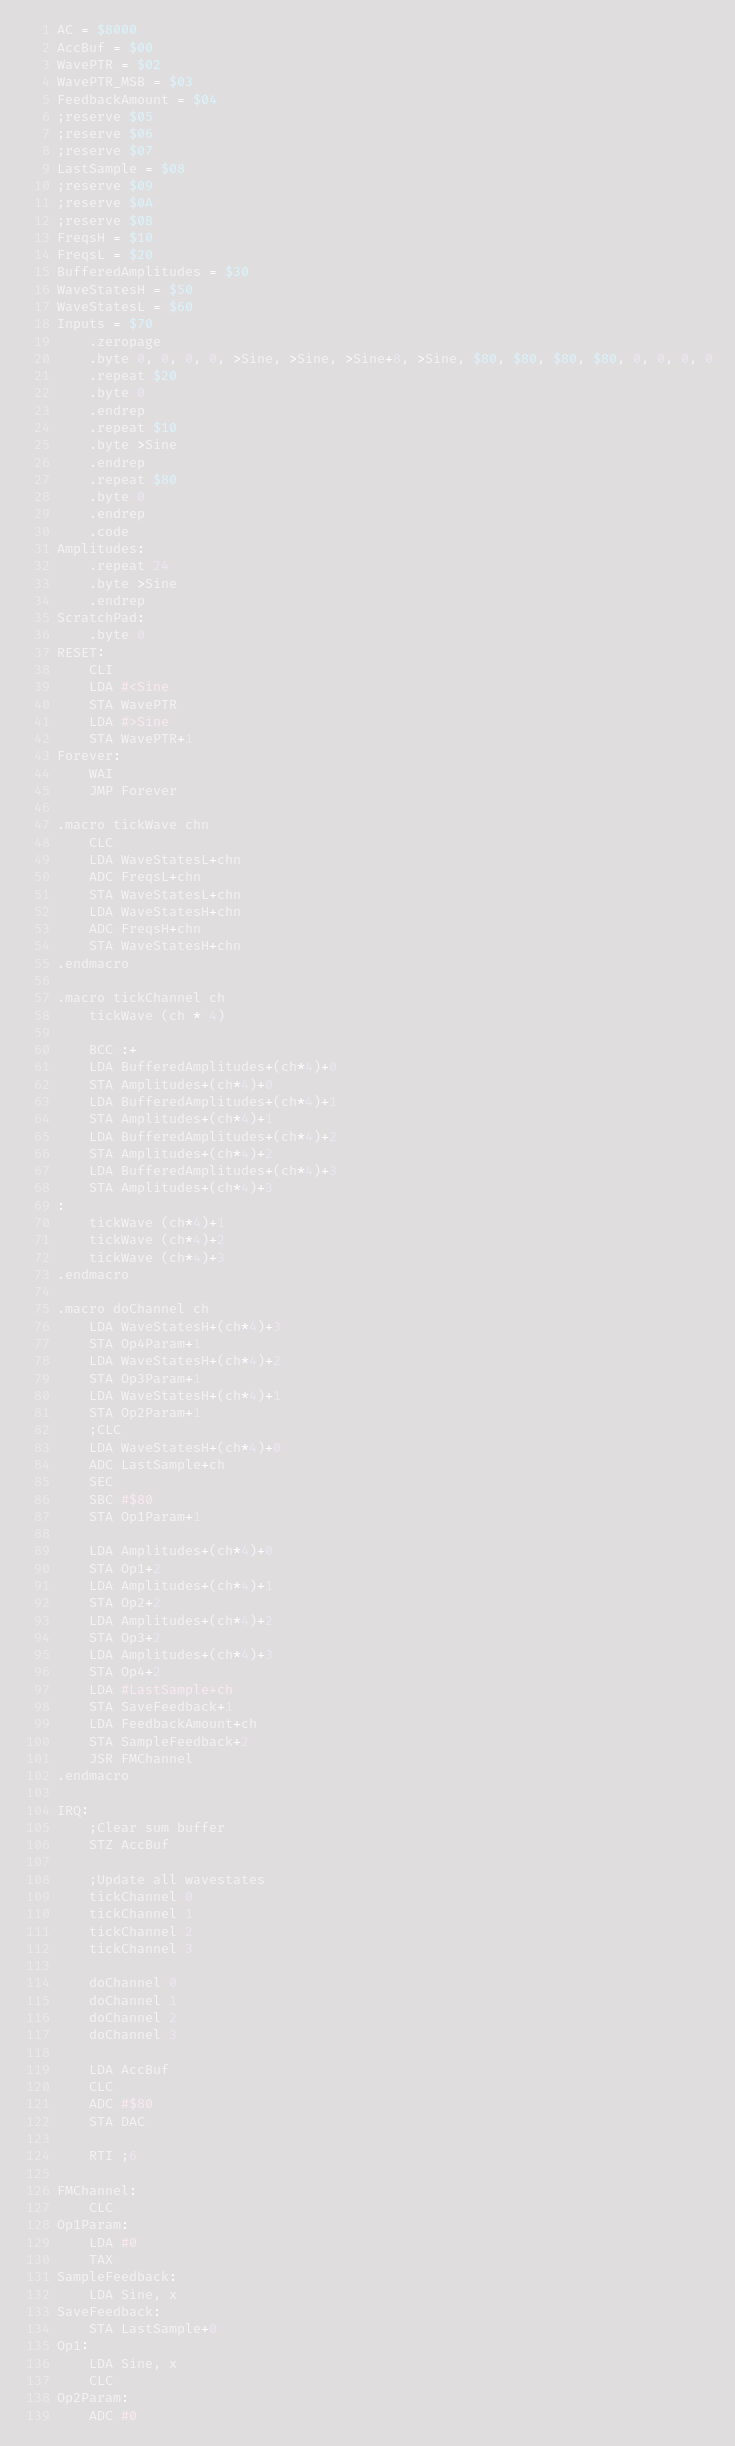 1 AC = $8000
2 AccBuf = $00
3 WavePTR = $02
4 WavePTR_MSB = $03
5 FeedbackAmount = $04
6 ;reserve $05
7 ;reserve $06
8 ;reserve $07
9 LastSample = $08
10 ;reserve $09
11 ;reserve $0A
12 ;reserve $0B
13 FreqsH = $10
14 FreqsL = $20
15 BufferedAmplitudes = $30
16 WaveStatesH = $50
17 WaveStatesL = $60
18 Inputs = $70
19 .zeropage
20 .byte 0, 0, 0, 0, >Sine, >Sine, >Sine+8, >Sine, $80, $80, $80, $80, 0, 0, 0, 0
21 .repeat $20
22 .byte 0
23 .endrep
24 .repeat $10
25 .byte >Sine
26 .endrep
27 .repeat $80
28 .byte 0
29 .endrep
30 .code
31 Amplitudes:
32 .repeat 24
33 .byte >Sine
34 .endrep
35 ScratchPad:
36 .byte 0
37 RESET:
38 CLI
39 LDA #<Sine
40 STA WavePTR
41 LDA #>Sine
42 STA WavePTR+1
43 Forever:
44 WAI
45 JMP Forever
46
47 .macro tickWave chn
48 CLC
49 LDA WaveStatesL+chn
50 ADC FreqsL+chn
51 STA WaveStatesL+chn
52 LDA WaveStatesH+chn
53 ADC FreqsH+chn
54 STA WaveStatesH+chn
55 .endmacro
56
57 .macro tickChannel ch
58 tickWave (ch * 4)
59
60 BCC :+
61 LDA BufferedAmplitudes+(ch*4)+0
62 STA Amplitudes+(ch*4)+0
63 LDA BufferedAmplitudes+(ch*4)+1
64 STA Amplitudes+(ch*4)+1
65 LDA BufferedAmplitudes+(ch*4)+2
66 STA Amplitudes+(ch*4)+2
67 LDA BufferedAmplitudes+(ch*4)+3
68 STA Amplitudes+(ch*4)+3
69 :
70 tickWave (ch*4)+1
71 tickWave (ch*4)+2
72 tickWave (ch*4)+3
73 .endmacro
74
75 .macro doChannel ch
76 LDA WaveStatesH+(ch*4)+3
77 STA Op4Param+1
78 LDA WaveStatesH+(ch*4)+2
79 STA Op3Param+1
80 LDA WaveStatesH+(ch*4)+1
81 STA Op2Param+1
82 ;CLC
83 LDA WaveStatesH+(ch*4)+0
84 ADC LastSample+ch
85 SEC
86 SBC #$80
87 STA Op1Param+1
88
89 LDA Amplitudes+(ch*4)+0
90 STA Op1+2
91 LDA Amplitudes+(ch*4)+1
92 STA Op2+2
93 LDA Amplitudes+(ch*4)+2
94 STA Op3+2
95 LDA Amplitudes+(ch*4)+3
96 STA Op4+2
97 LDA #LastSample+ch
98 STA SaveFeedback+1
99 LDA FeedbackAmount+ch
100 STA SampleFeedback+2
101 JSR FMChannel
102 .endmacro
103
104 IRQ:
105 ;Clear sum buffer
106 STZ AccBuf
107
108 ;Update all wavestates
109 tickChannel 0
110 tickChannel 1
111 tickChannel 2
112 tickChannel 3
113
114 doChannel 0
115 doChannel 1
116 doChannel 2
117 doChannel 3
118
119 LDA AccBuf
120 CLC
121 ADC #$80
122 STA DAC
123
124 RTI ;6
125
126 FMChannel:
127 CLC
128 Op1Param:
129 LDA #0
130 TAX
131 SampleFeedback:
132 LDA Sine, x
133 SaveFeedback:
134 STA LastSample+0
135 Op1:
136 LDA Sine, x
137 CLC
138 Op2Param:
139 ADC #0